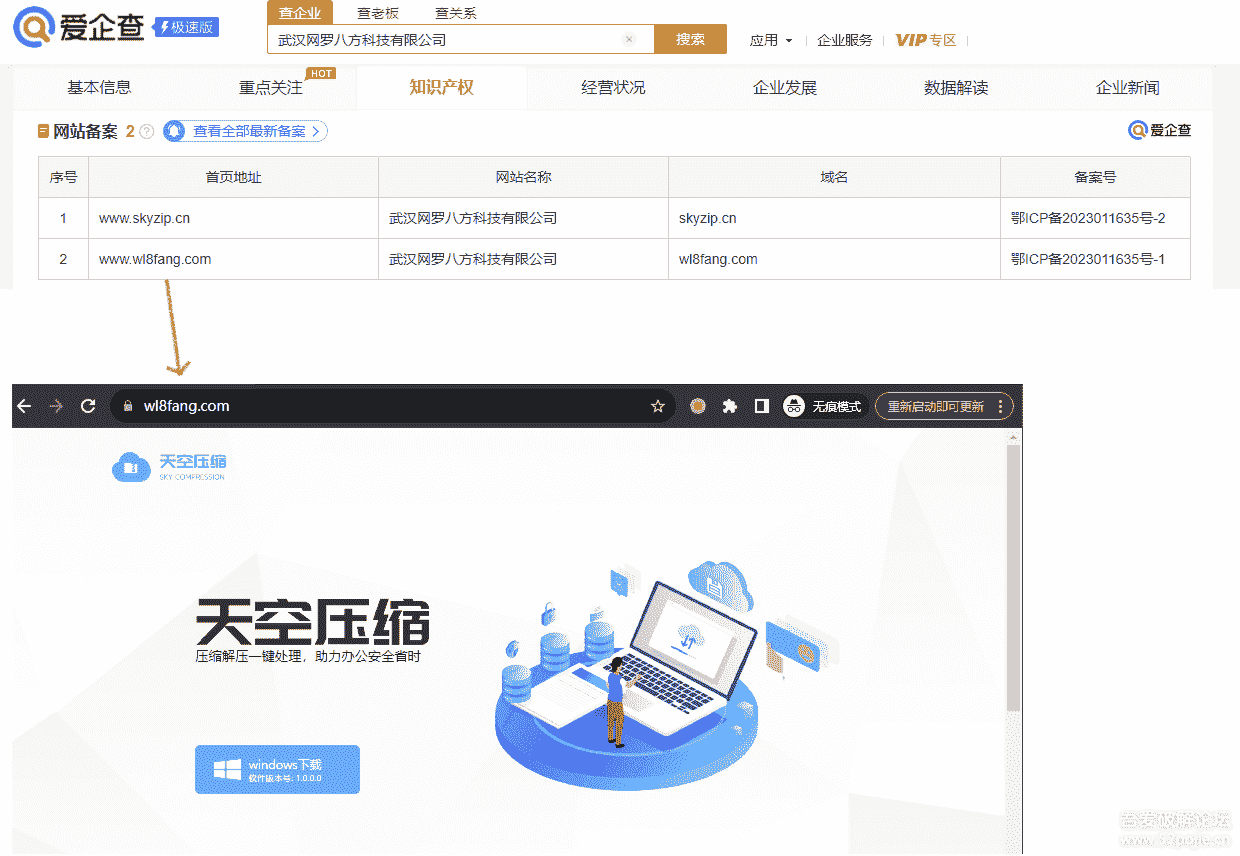 爱企查 极速版
查企业 查老板 查关系
武汉网罗八方科技有限公司 × 搜索 应用 企业服务 VIP专区
基本信息 重点关注 HOT 知识产权 经营状况 企业发展 数据解读 企业新闻
网站备案 2 ? 查看全部最新备案 爱企查
序号 首页地址 网站名称 域名 备案号
1 www.skyzip.cn 武汉网罗八方科技有限公司 skyzip.cn 鄂ICP备2023011635号-2
2 www.wl8fang.com 武汉网罗八方科技有限公司 wl8fang.com 鄂ICP备2023011635号-1
wl8fang.com 无痕模式 重新启动即可更新
天空压缩
SKY COMPRESSION
天空压缩
压缩解压一键处理，助力办公安全省时
windows下载
软件版本号: 1.0.0.0
吾爱破解论坛
www.52pojie.cn